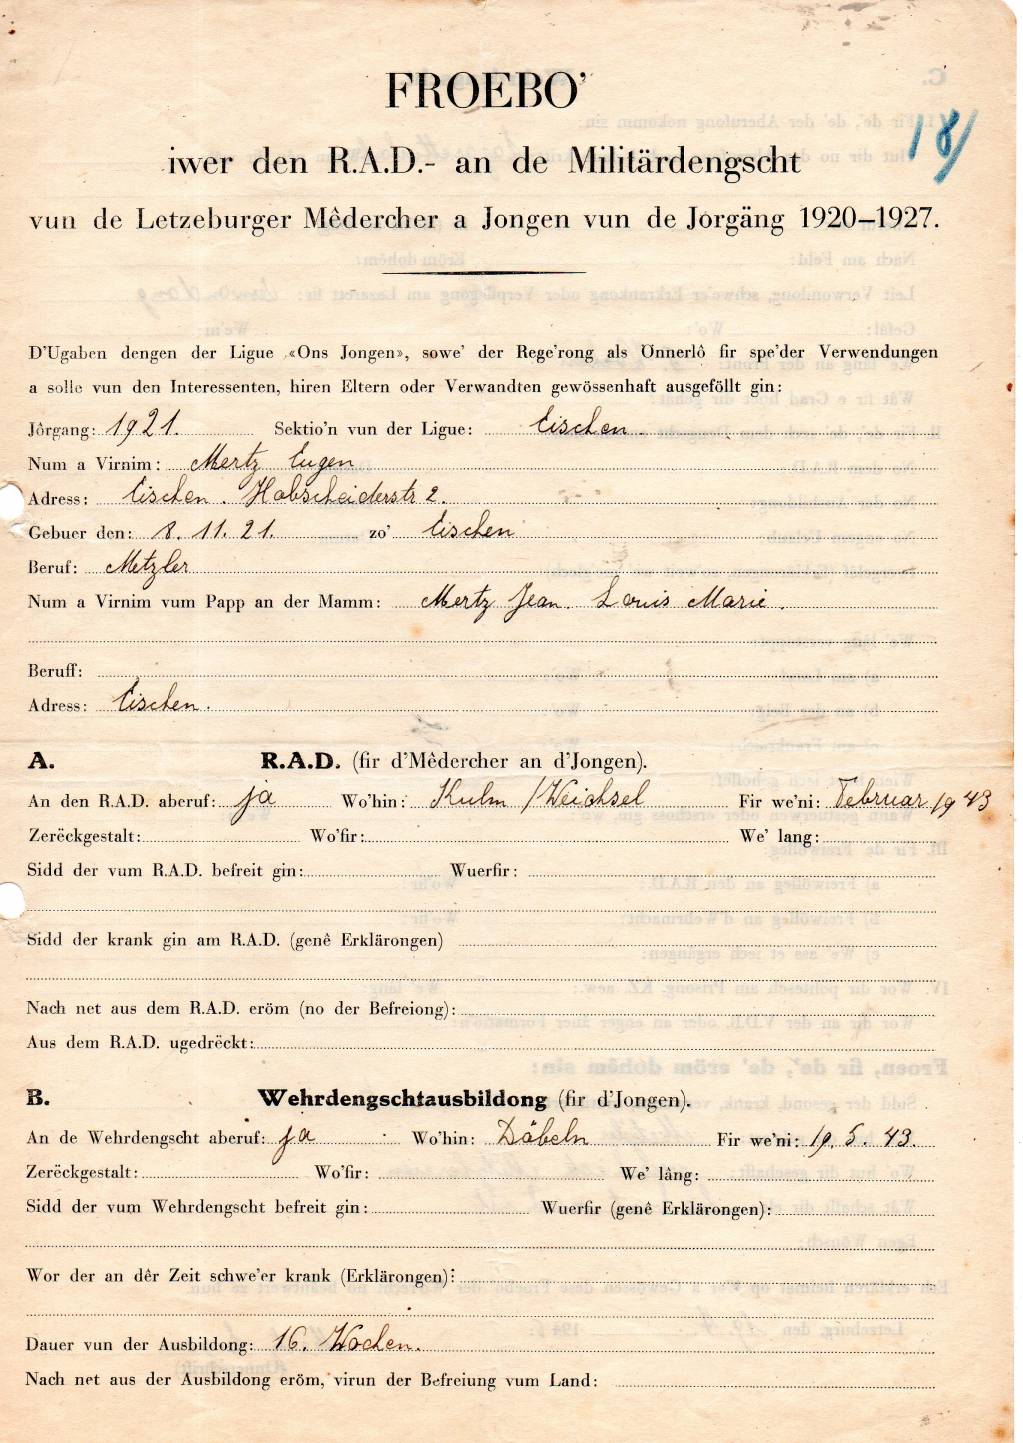 FROEBO'
18/
iwer den R.A.D.- an de Militärdengscht
vun de Letzeburger Mêdercher a Jongen vun de Jorgäng 1920–1927.
D'Ugaben dengen der Ligue «Ons Jongen», sowe' der Rege'rong als Önnerlô fir spe'der Verwendungen
a solle vun den Interessenten, hiren Eltern oder Verwandten gewössenhaft ausgeföllt gin:
Jôrgang: 1921. Sektio'n vun der Ligue: Eischen.
Num a Virnim: Mertz Eugen
Adress: Eischen. Habscheiderstr 2.
Gebuer den: 8. 11. 21. zo' Eischen
Beruf: Metzler
Num a Virnim vum Papp an der Mamm: Mertz Jean. Louis Marie.
Beruff:
Adress: Eischen.
A. R.A.D. (fir d'Mêdercher an d'Jongen).
An den R.A.D. aberuf: ja Wo'hin: Kulm / Weichsel Fir we'ni: Februar 1943
Zerëckgestalt: Wo'fir: We' lang:
Sidd der vum R.A.D. befreit gin: Wuerfir:
Sidd der krank gin am R.A.D. (genê Erklärongen)
Nach net aus dem R.A.D. eröm (no der Befreiong):
Aus dem R.A.D. ugedrëckt:
B. Wehrdengschtausbildong (fir d'Jongen).
An de Wehrdengscht aberuf: ja Wo'hin: Döbeln Fir we'ni: 19. 5. 43.
Zerëckgestalt: Wo'fir: We' lâng:
Sidd der vum Wehrdengscht befreit gin: Wuerfir (genê Erklärongen):
Wor der an dêr Zeit schwe'er krank (Erklärongen):
Dauer vun der Ausbildong: 16. Wochen.
Nach net aus der Ausbildong eröm, virun der Befreiung vum Land: